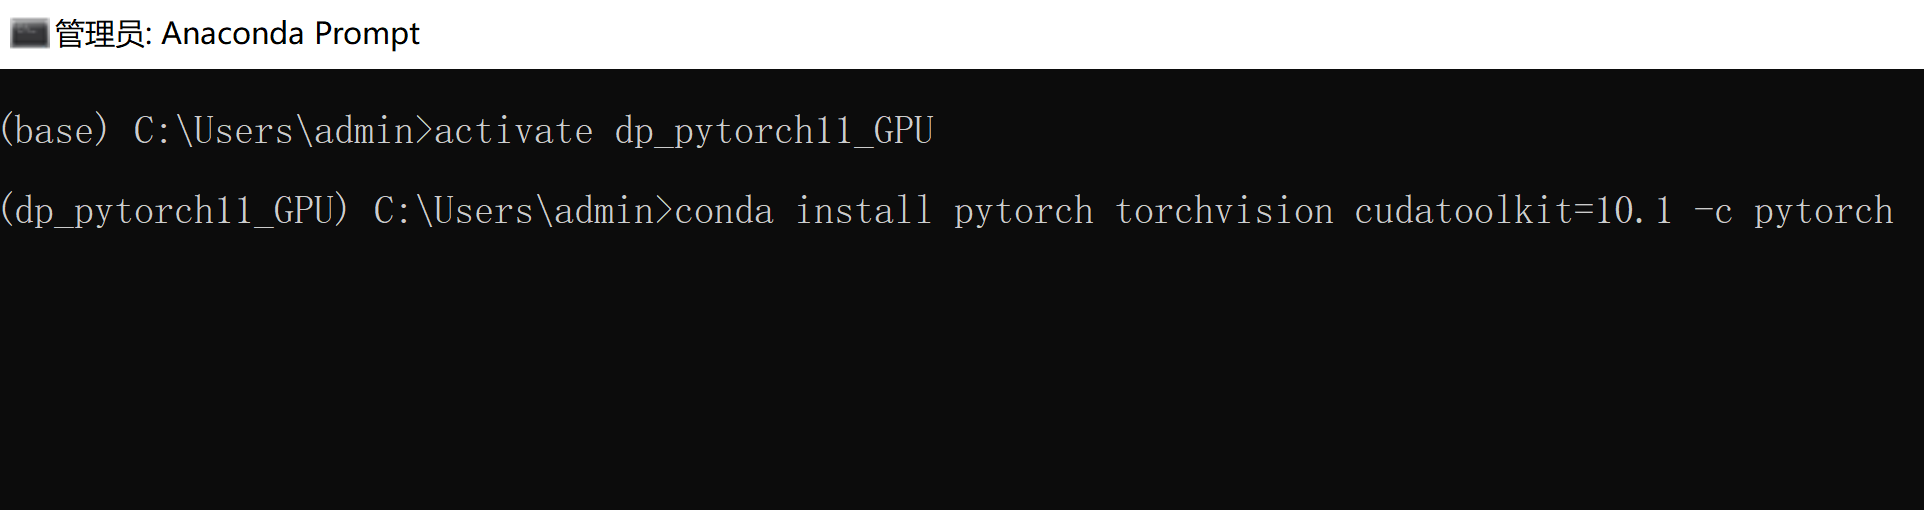 管理员: Anaconda Prompt
(base) C:\Users\admin>activate dp_pytorch11_GPU
(dp_pytorch11_GPU) C:\Users\admin>conda install pytorch torchvision cudatoolkit=10.1 -c pytorch